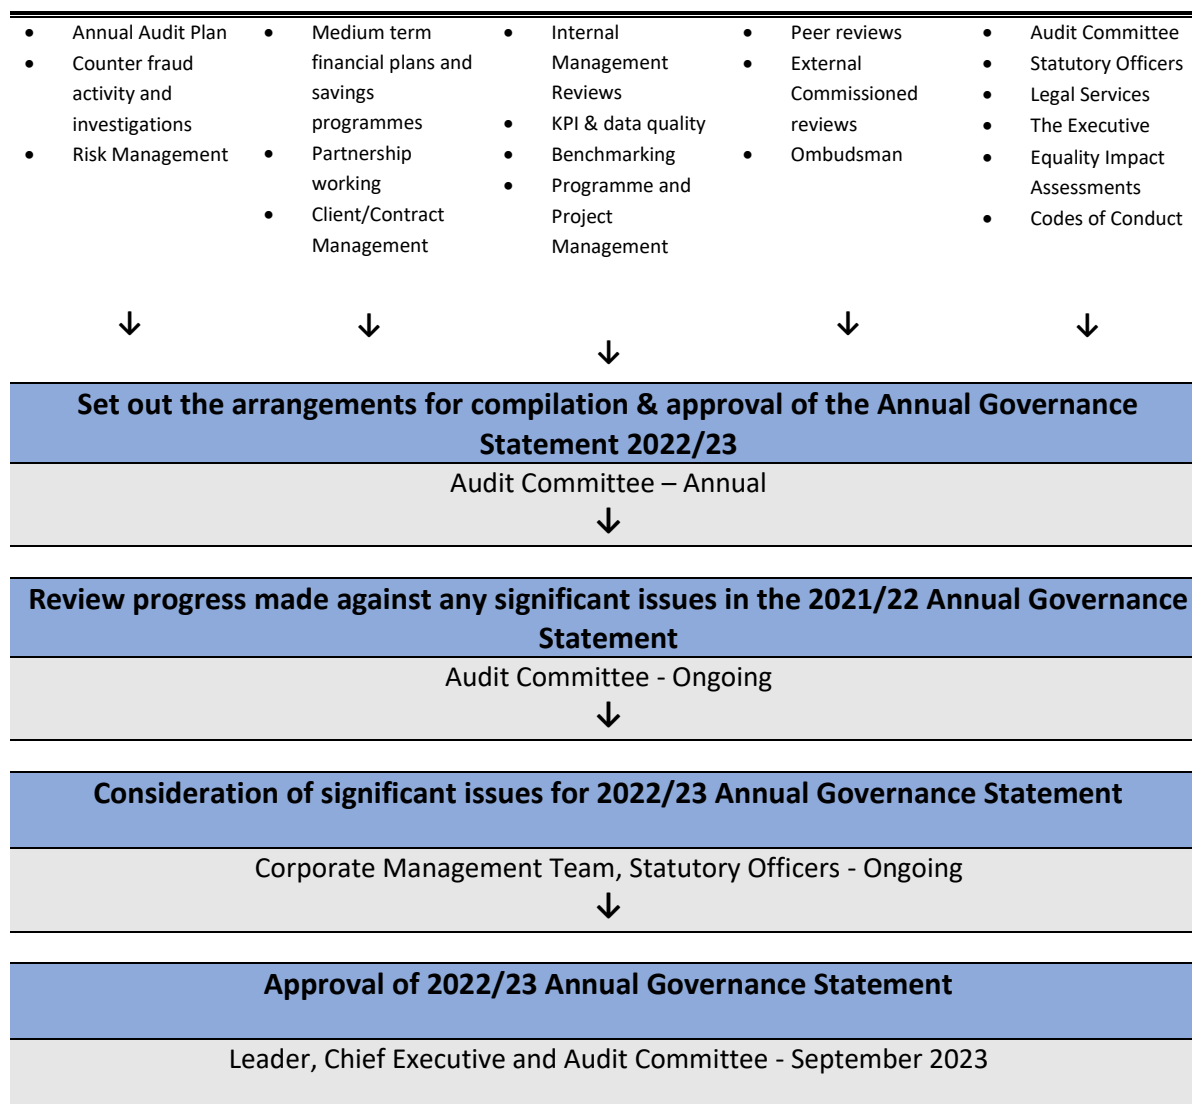 • Annual Audit Plan
• Counter fraud
activity and
investigations
• Risk Management
• Medium term
financial plans and
savings
programmes
• Partnership
working
• Client/Contract
Management
• Internal
Management
Reviews
• KPI & data quality
• Benchmarking
• Programme and
Project
Management
• Peer reviews
• External
Commissioned
reviews
• Ombudsman
• Audit Committee
• Statutory Officers
• Legal Services
• The Executive
• Equality Impact
Assessments
• Codes of Conduct
Set out the arrangements for compilation & approval of the Annual Governance
Statement 2022/23
Audit Committee – Annual
Review progress made against any significant issues in the 2021/22 Annual Governance
Statement
Audit Committee - Ongoing
Consideration of significant issues for 2022/23 Annual Governance Statement
Corporate Management Team, Statutory Officers - Ongoing
Approval of 2022/23 Annual Governance Statement
Leader, Chief Executive and Audit Committee - September 2023